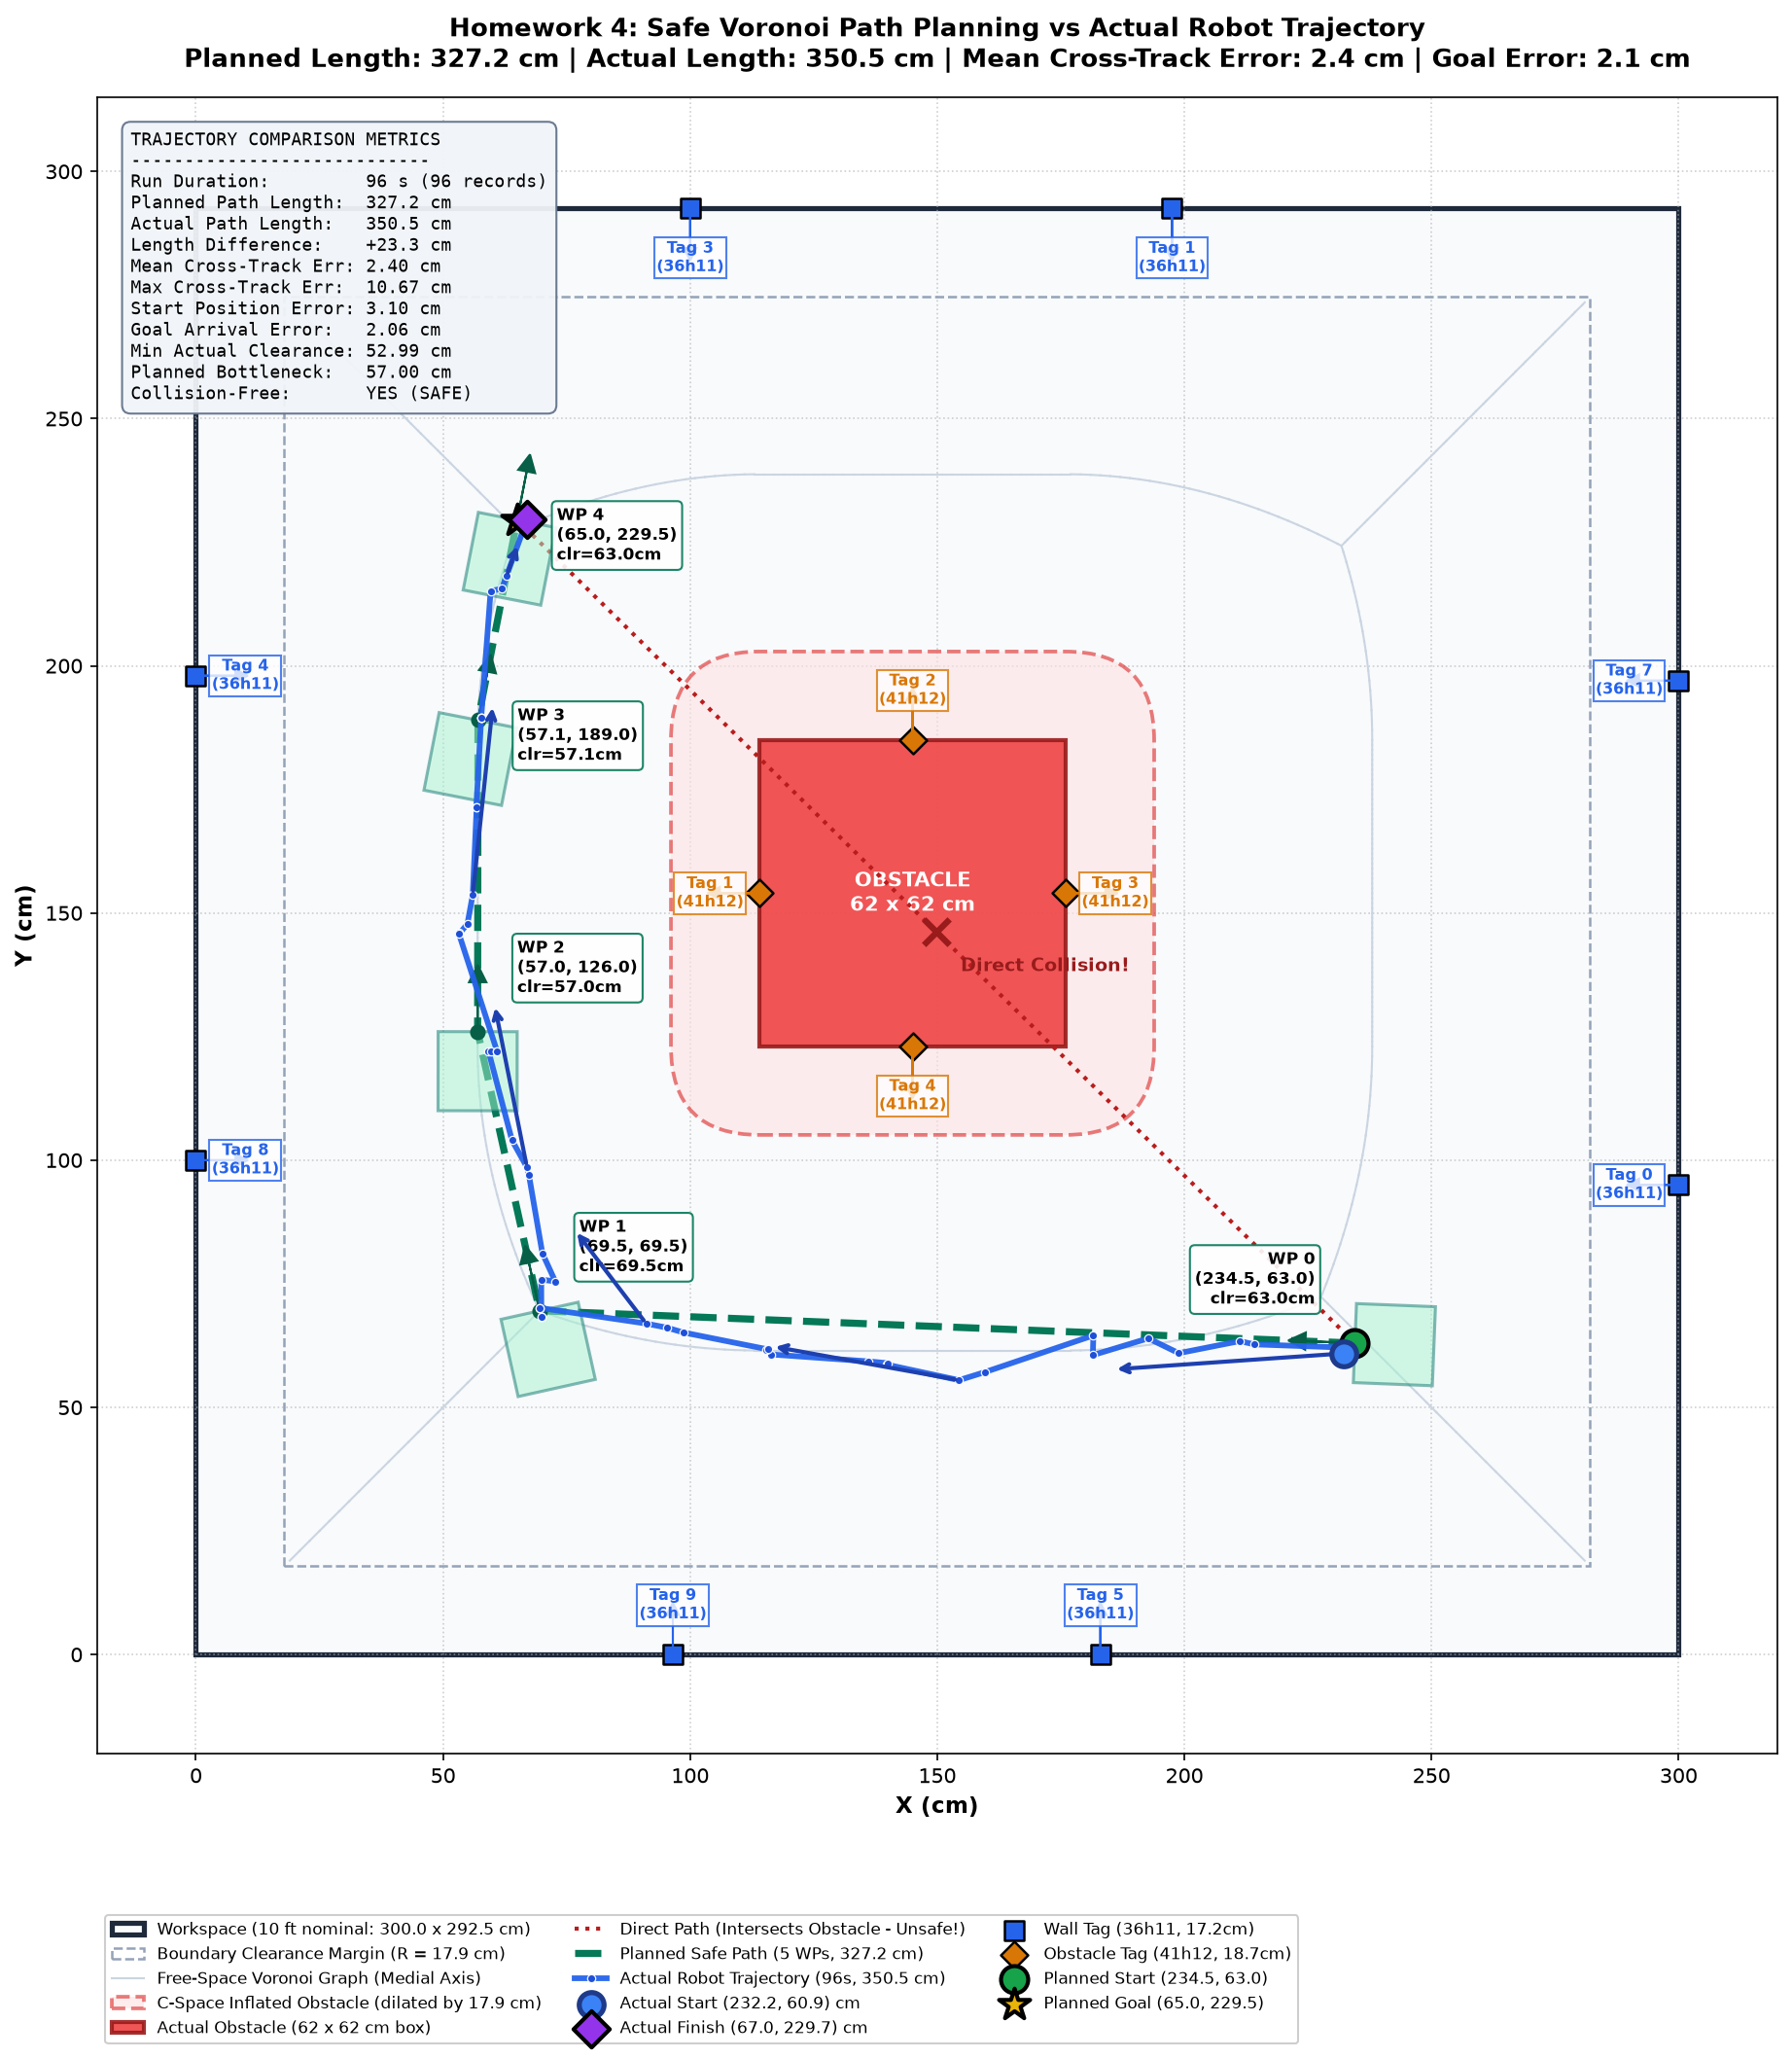 Homework 4: Safe Voronoi Path Planning vs Actual Robot Trajectory
Planned Length: 327.2 cm | Actual Length: 350.5 cm | Mean Cross-Track Error: 2.4 cm | Goal Error: 2.1 cm
TRAJECTORY COMPARISON METRICS
----------------------------
Run Duration: 96 s (96 records)
Planned Path Length: 327.2 cm
Actual Path Length: 350.5 cm
Length Difference: +23.3 cm
Mean Cross-Track Err: 2.40 cm
Max Cross-Track Err: 10.67 cm
Start Position Error: 3.10 cm
Goal Arrival Error: 2.06 cm
Min Actual Clearance: 52.99 cm
Planned Bottleneck: 57.00 cm
Collision-Free: YES (SAFE)
Tag 3
(36h11)
Tag 1
(36h11)
WP 4
(65.0, 229.5)
clr=63.0cm
Tag 4
(36h11)
Tag 7
(36h11)
Tag 2
(41h12)
WP 3
(57.1, 189.0)
clr=57.1cm
Tag 1
(41h12)
OBSTACLE
62 x 62 cm
Tag 3
(41h12)
Direct Collision!
WP 2
(57.0, 126.0)
clr=57.0cm
Tag 4
(41h12)
Tag 8
(36h11)
Tag 0
(36h11)
WP 1
(69.5, 69.5)
clr=69.5cm
WP 0
(234.5, 63.0)
clr=63.0cm
Tag 9
(36h11)
Tag 5
(36h11)
300
250
200
150
100
50
0
Y (cm)
0 50 100 150 200 250 300
X (cm)
Workspace (10 ft nominal: 300.0 x 292.5 cm)
Boundary Clearance Margin (R = 17.9 cm)
Free-Space Voronoi Graph (Medial Axis)
C-Space Inflated Obstacle (dilated by 17.9 cm)
Actual Obstacle (62 x 62 cm box)
Direct Path (Intersects Obstacle - Unsafe!)
Planned Safe Path (5 WPs, 327.2 cm)
Actual Robot Trajectory (96s, 350.5 cm)
Actual Start (232.2, 60.9) cm
Actual Finish (67.0, 229.7) cm
Wall Tag (36h11, 17.2cm)
Obstacle Tag (41h12, 18.7cm)
Planned Start (234.5, 63.0)
Planned Goal (65.0, 229.5)